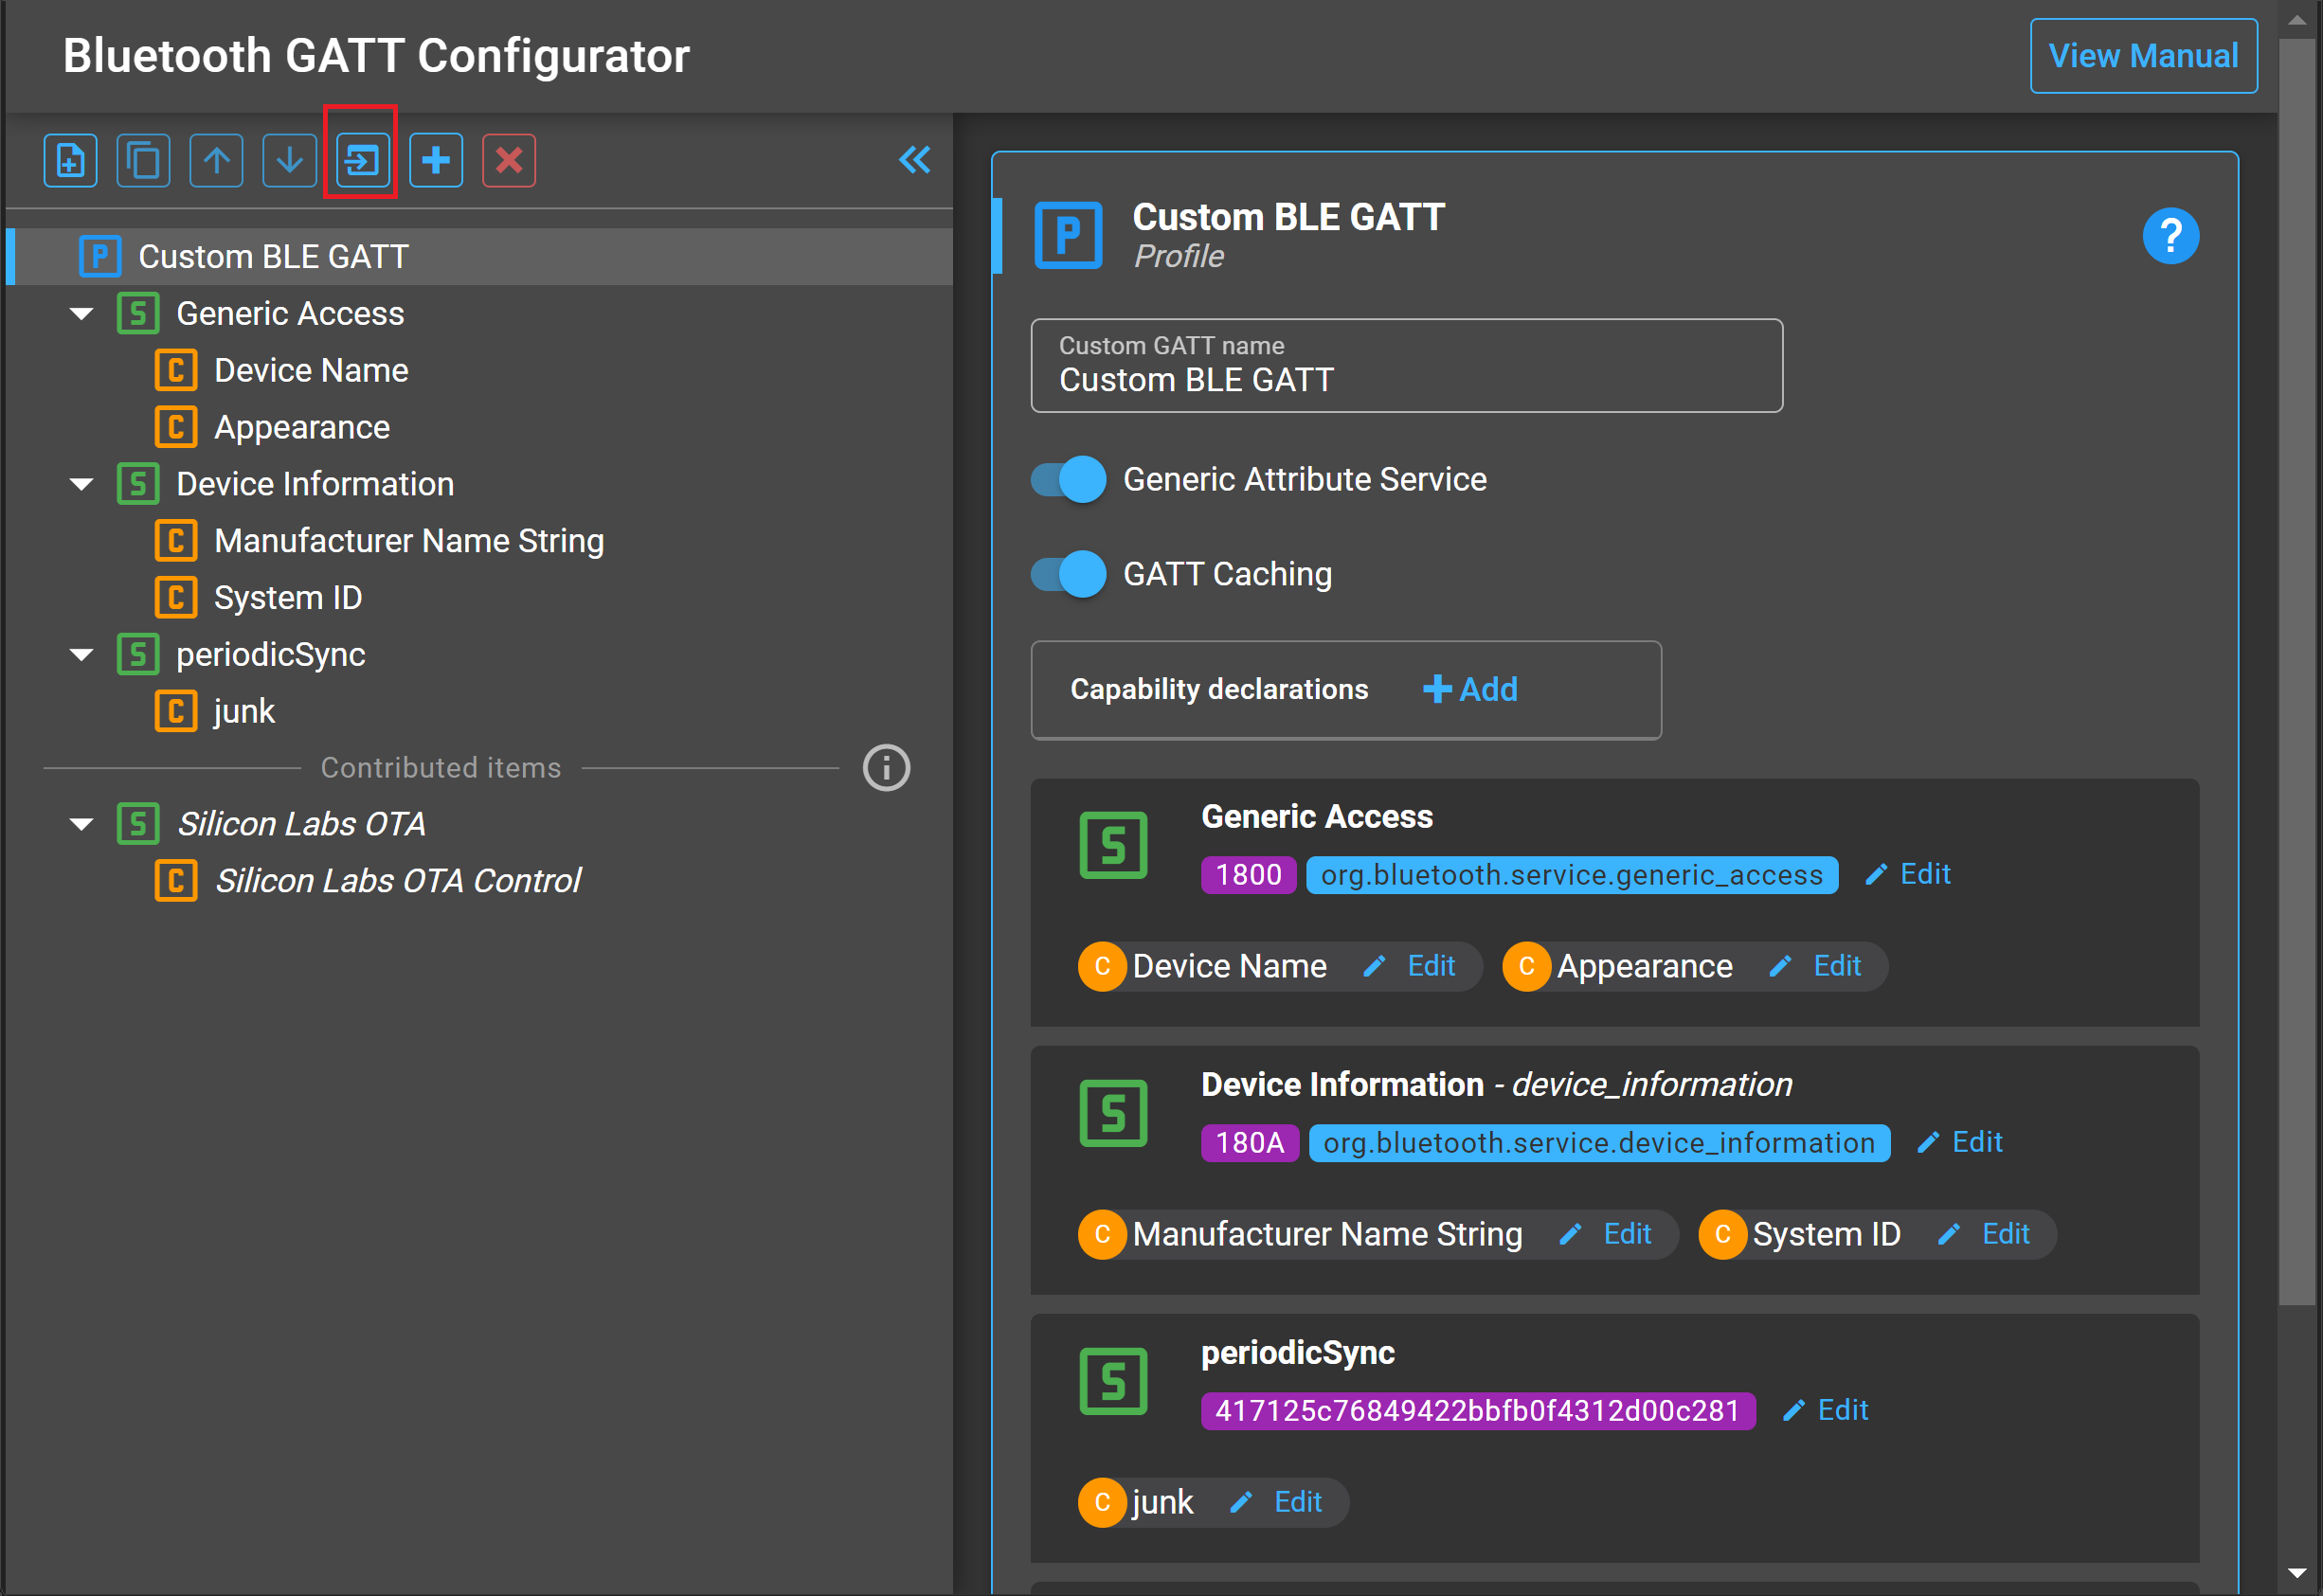 Bluetooth GATT Configurator
View Manual
P Custom BLE GATT
S Generic Access
C Device Name
C Appearance
S Device Information
C Manufacturer Name String
C System ID
S periodicSync
C junk
Contributed items
S Silicon Labs OTA
C Silicon Labs OTA Control
P Custom BLE GATT
Profile
?
Custom GATT name
Custom BLE GATT
Generic Attribute Service
GATT Caching
Capability declarations Add
S Generic Access
1800 org.bluetooth.service.generic_access Edit
C Device Name Edit C Appearance Edit
S Device Information - device_information
180A org.bluetooth.service.device_information Edit
C Manufacturer Name String Edit C System ID Edit
S periodicSync
417125c76849422bbfb0f4312d00c281 Edit
C junk Edit